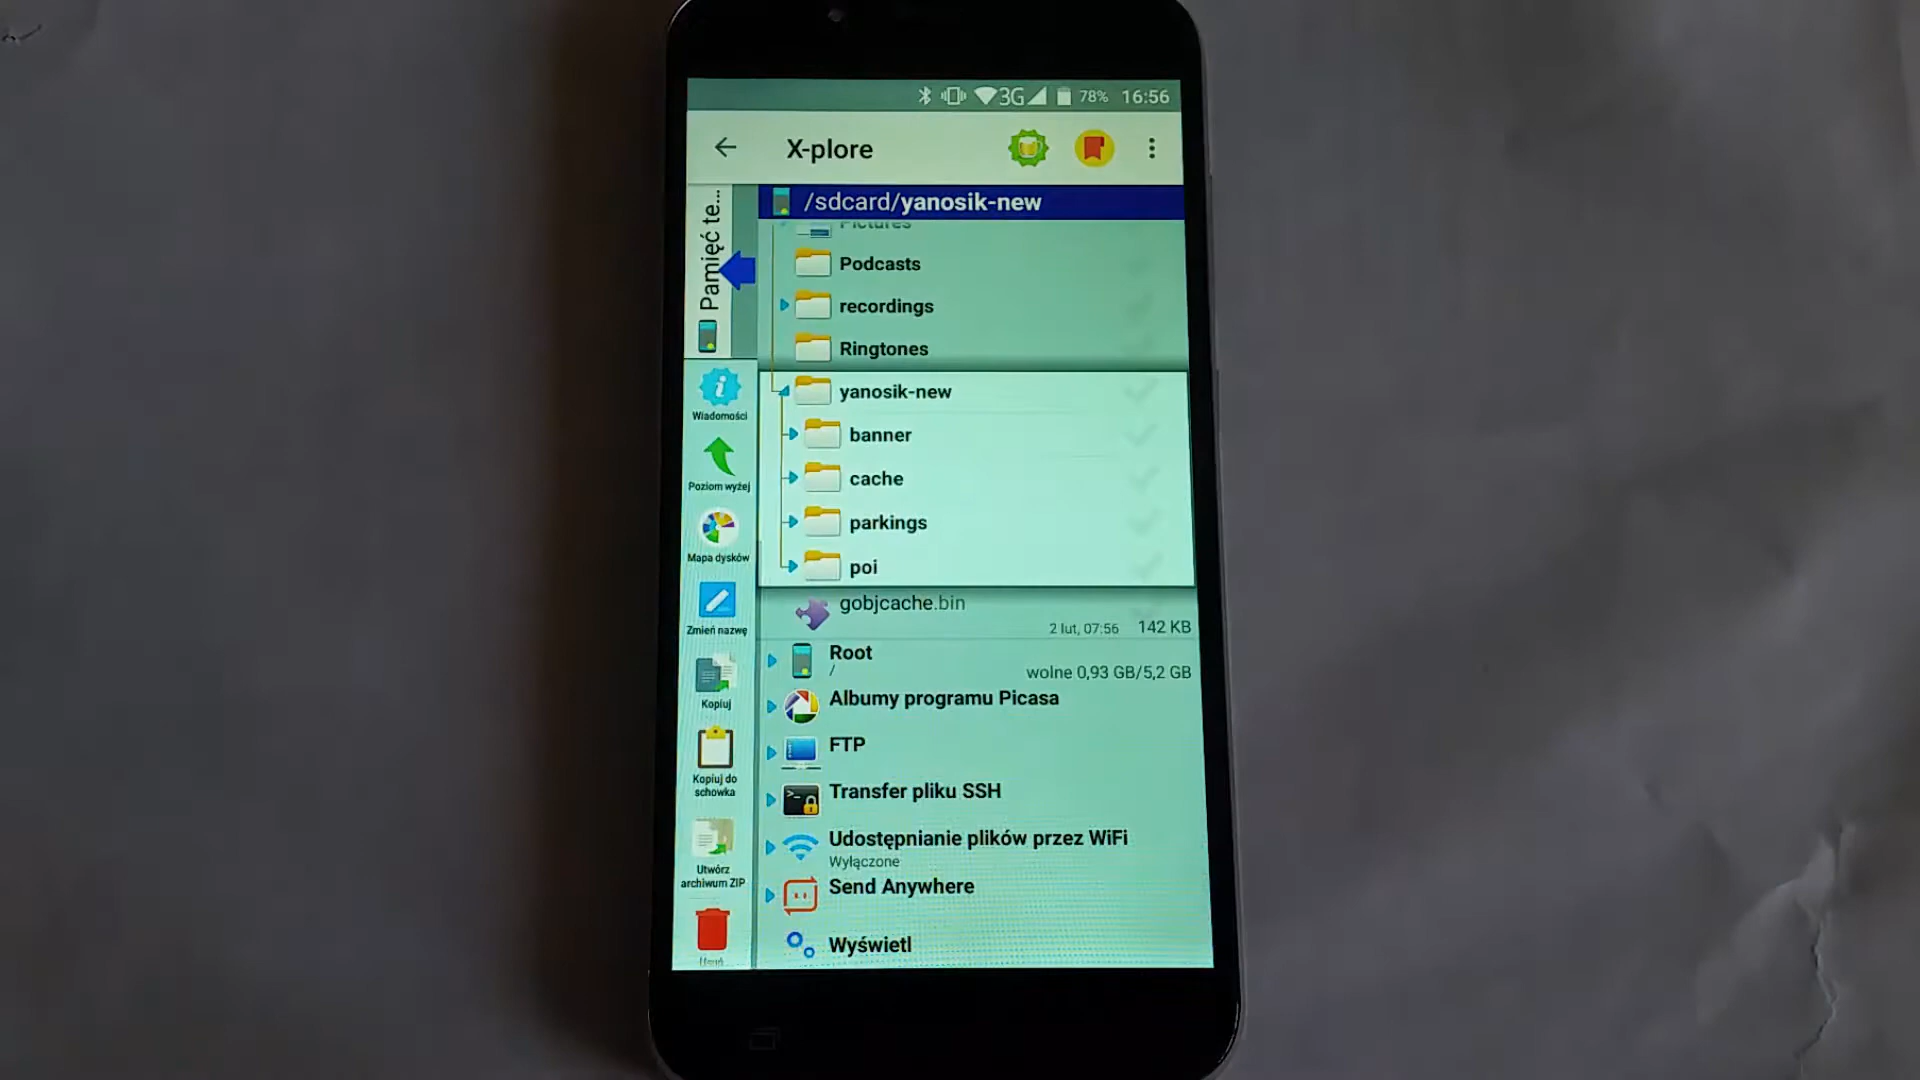 3G 78% 16:56
X-plore
Pamięć te...
/sdcard/yanosik-new
Pictures
Podcasts
recordings
Ringtones
yanosik-new
banner
cache
parkings
poi
gobjcache.bin
2 lut, 07:56 142 KB
Root
/ wolne 0,93 GB/5,2 GB
Albumy programu Picasa
FTP
Transfer pliku SSH
Udostępnianie plików przez WiFi
Wyłączone
Send Anywhere
Wyświetl
Wiadomości
Poziom wyżej
Mapa dysków
Zmień nazwę
Kopiuj
Kopiuj do
schowka
Utwórz
archiwum ZIP